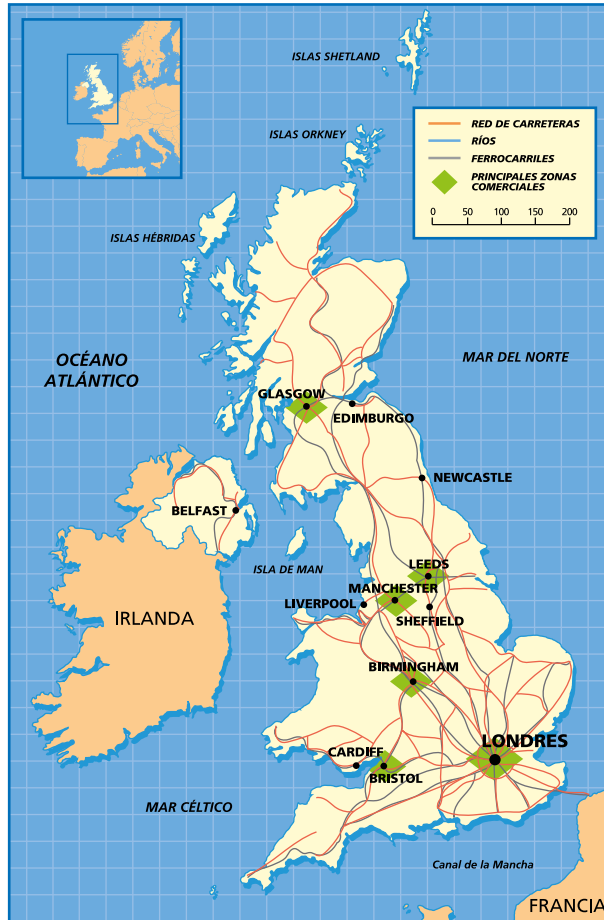 ISLAS SHETLAND
ISLAS ORKNEY
RED DE CARRETERAS
RÍOS
FERROCARRILES
PRINCIPALES ZONAS
COMERCIALES
0 50 100 150 200
ISLAS HÉBRIDAS
OCÉANO
ATLÁNTICO
MAR DEL NORTE
GLASGOW
EDIMBURGO
NEWCASTLE
BELFAST
ISLA DE MAN
LEEDS
MANCHESTER
LIVERPOOL
SHEFFIELD
IRLANDA
BIRMINGHAM
LONDRES
CARDIFF
BRISTOL
MAR CÉLTICO
Canal de la Mancha
FRANCIA